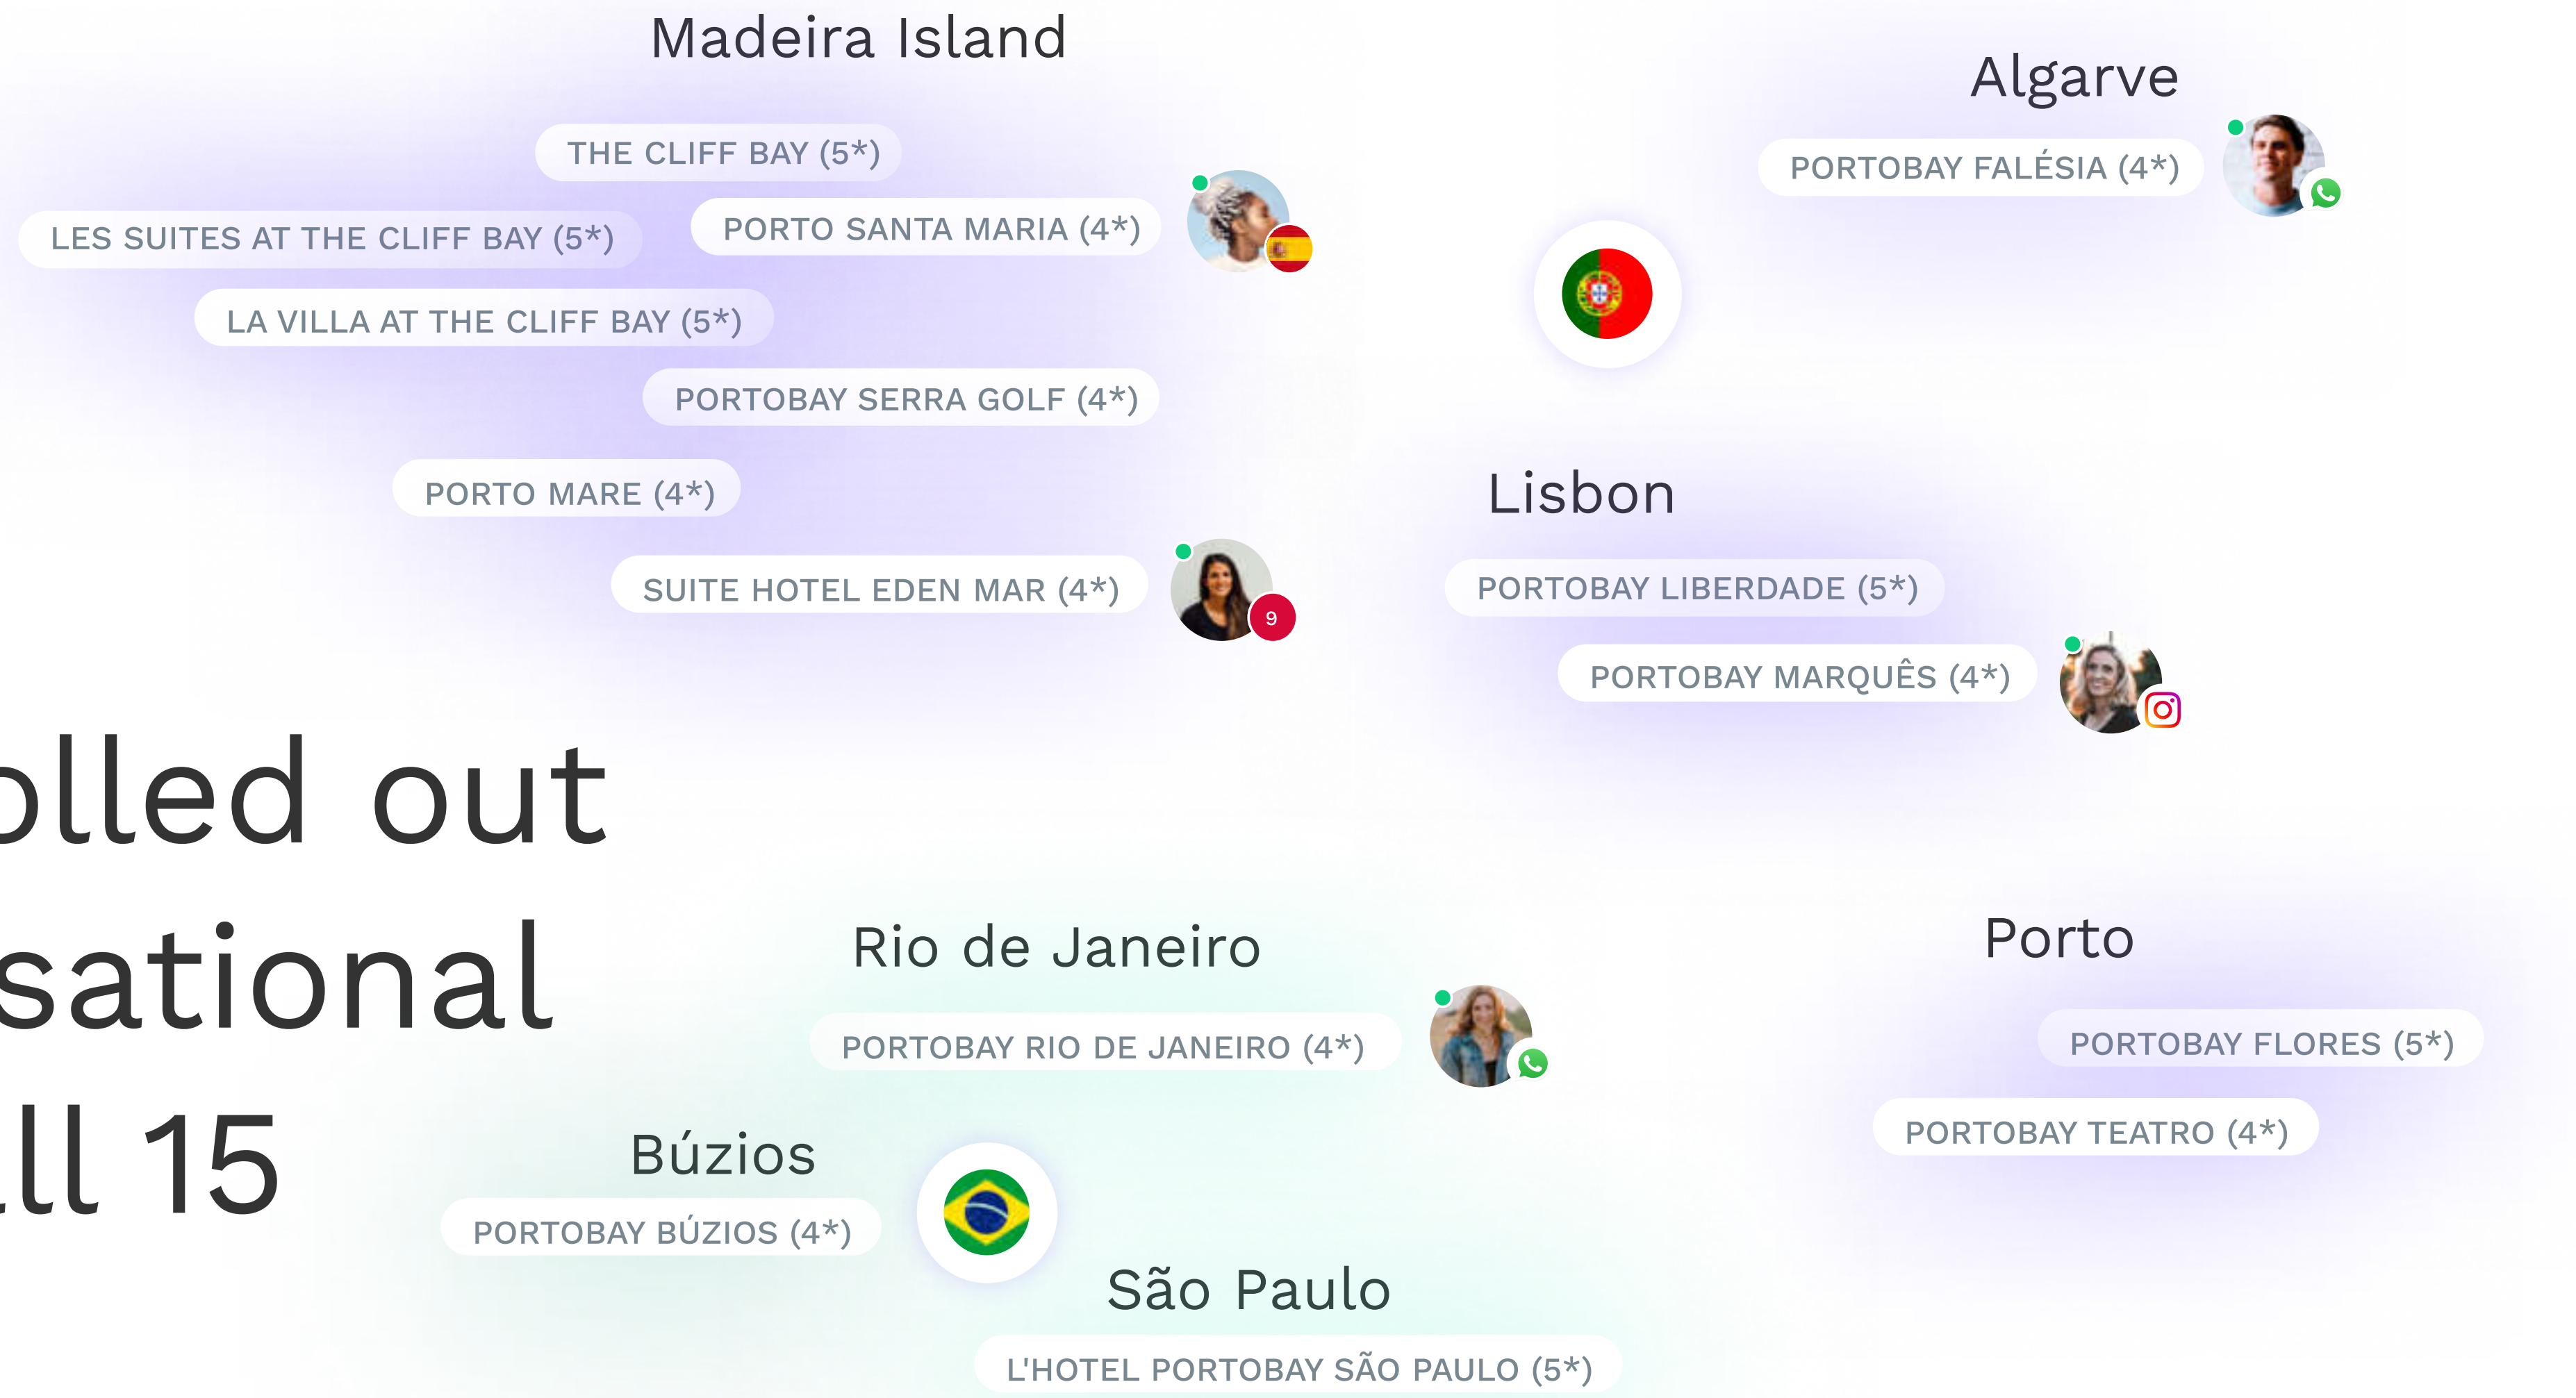 Madeira Island
THE CLIFF BAY (5*)
PORTO SANTA MARIA (4*)
LES SUITES AT THE CLIFF BAY (5*)
LA VILLA AT THE CLIFF BAY (5*)
PORTOBAY SERRA GOLF (4*)
PORTO MARE (4*)
SUITE HOTEL EDEN MAR (4*)
9
Algarve
PORTOBAY FALÉSIA (4*)
Lisbon
PORTOBAY LIBERDADE (5*)
PORTOBAY MARQUÊS (4*)
olled out
sational
ll 15
Rio de Janeiro
PORTOBAY RIO DE JANEIRO (4*)
Búzios
PORTOBAY BÚZIOS (4*)
São Paulo
L'HOTEL PORTOBAY SÃO PAULO (5*)
Porto
PORTOBAY FLORES (5*)
PORTOBAY TEATRO (4*)